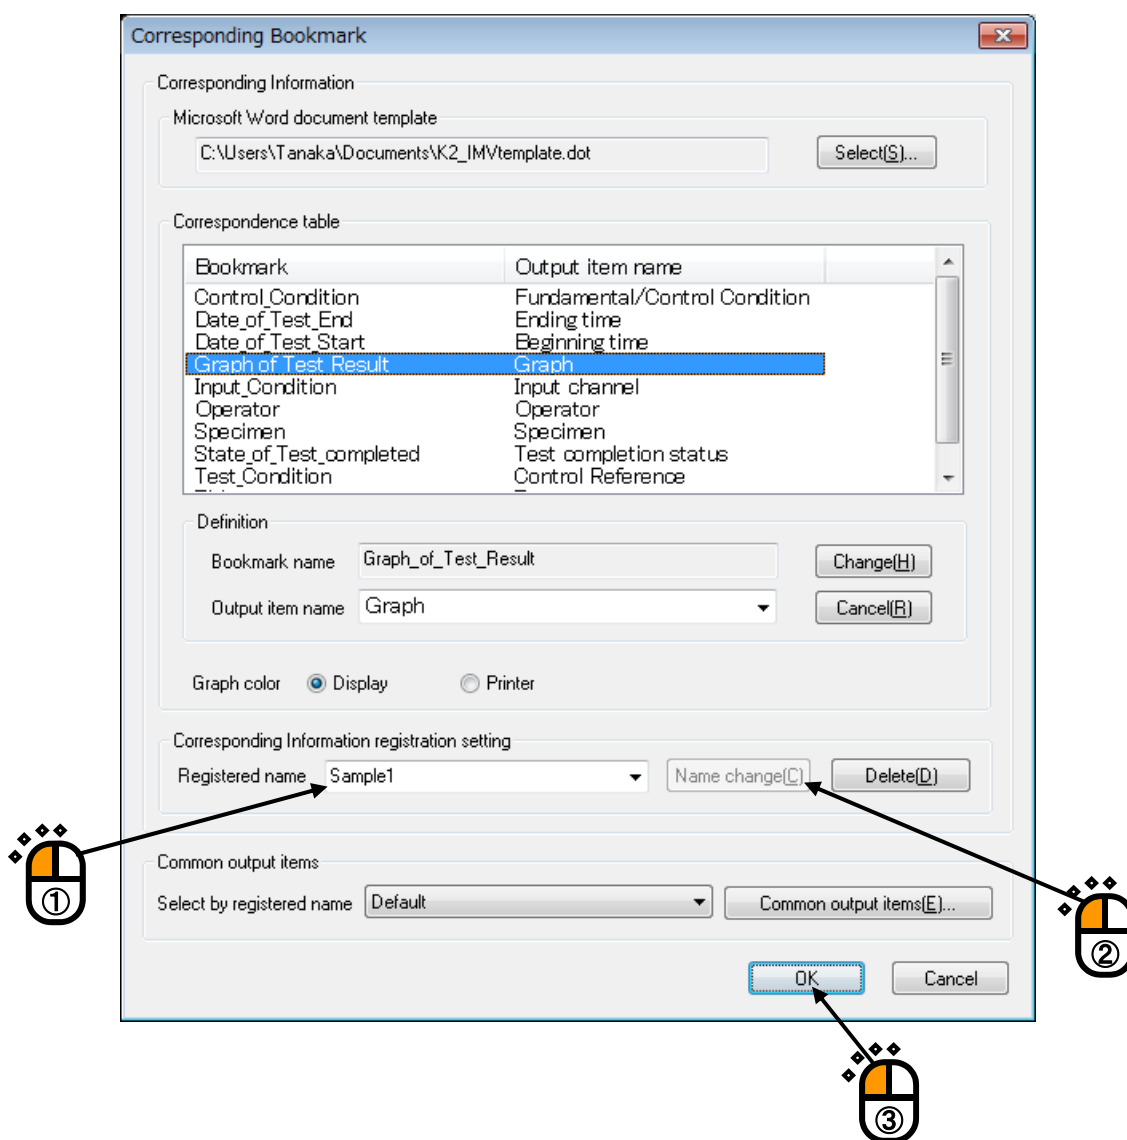 Corresponding Bookmark
Corresponding Information
Microsoft Word document template
C:\Users\Tanaka\Documents\K2_IMVtemplate.dot Select(S)...
Correspondence table
Bookmark Output item name
Control_Condition Fundamental/Control Condition
Date_of_Test_End Ending time
Date_of_Test_Start Beginning time
Graph of Test Result Graph
Input_Condition Input channel
Operator Operator
Specimen Specimen
State_of_Test_completed Test completion status
Test_Condition Control Reference
Definition
Bookmark name Graph_of_Test_Result Change(H)
Output item name Graph Cancel(R)
Graph color Display Printer
Corresponding Information registration setting
Registered name Sample1 Name change(C) Delete(D)
①
Common output items
Select by registered name Default Common output items(E)...
②
OK Cancel
③